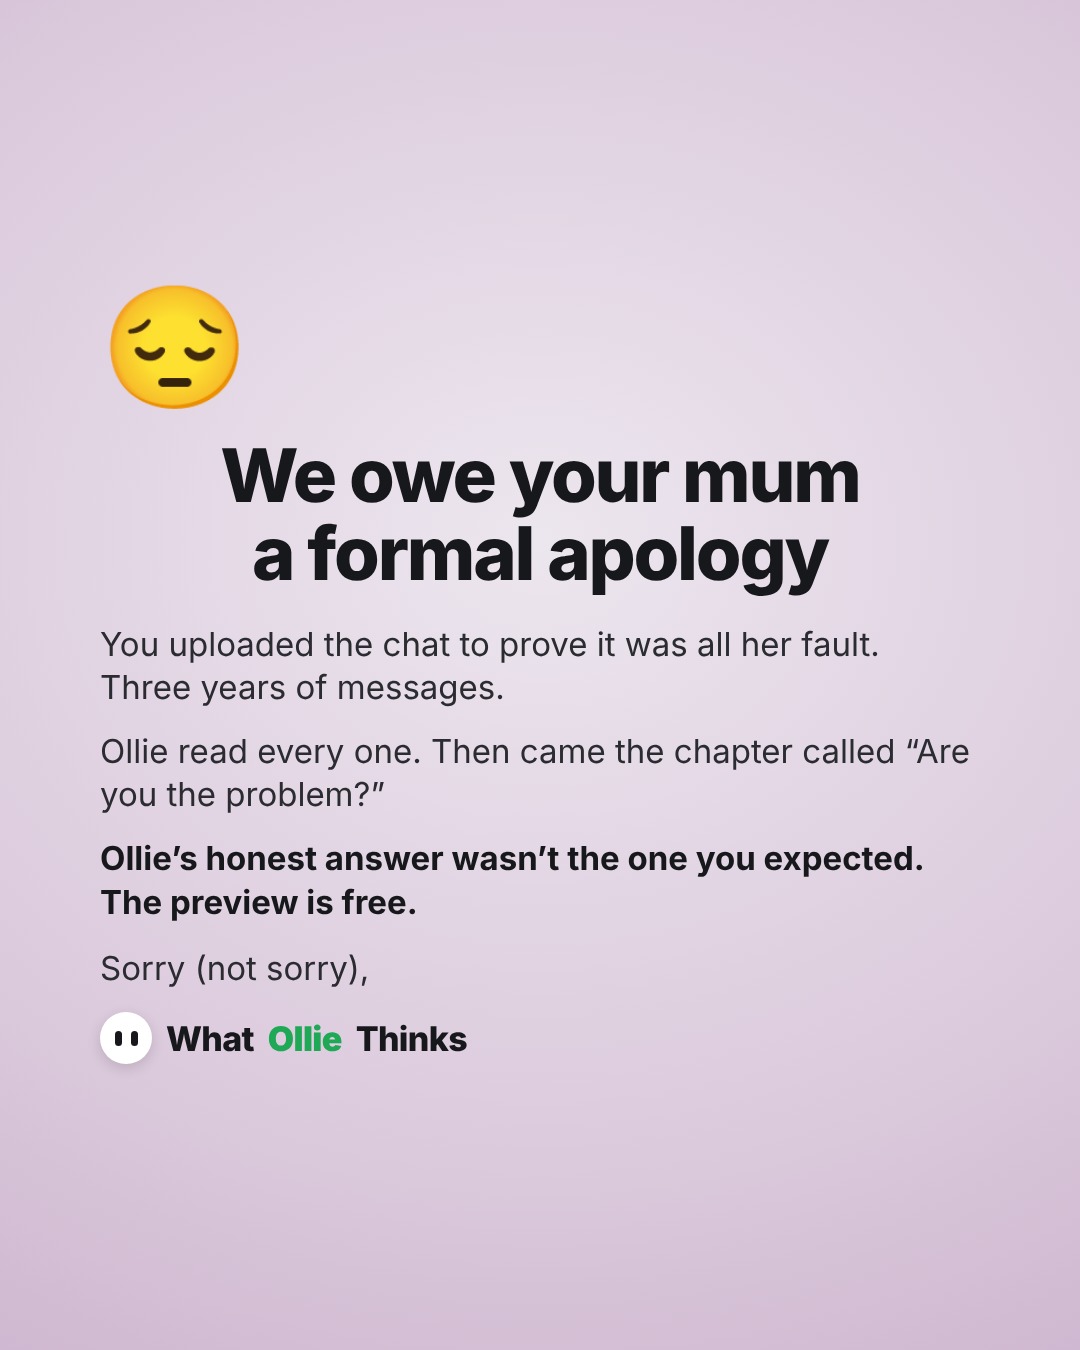 We owe your mum
a formal apology
You uploaded the chat to prove it was all her fault.
Three years of messages.
Ollie read every one. Then came the chapter called “Are
you the problem?”
Ollie’s honest answer wasn’t the one you expected.
The preview is free.
Sorry (not sorry),
What Ollie Thinks